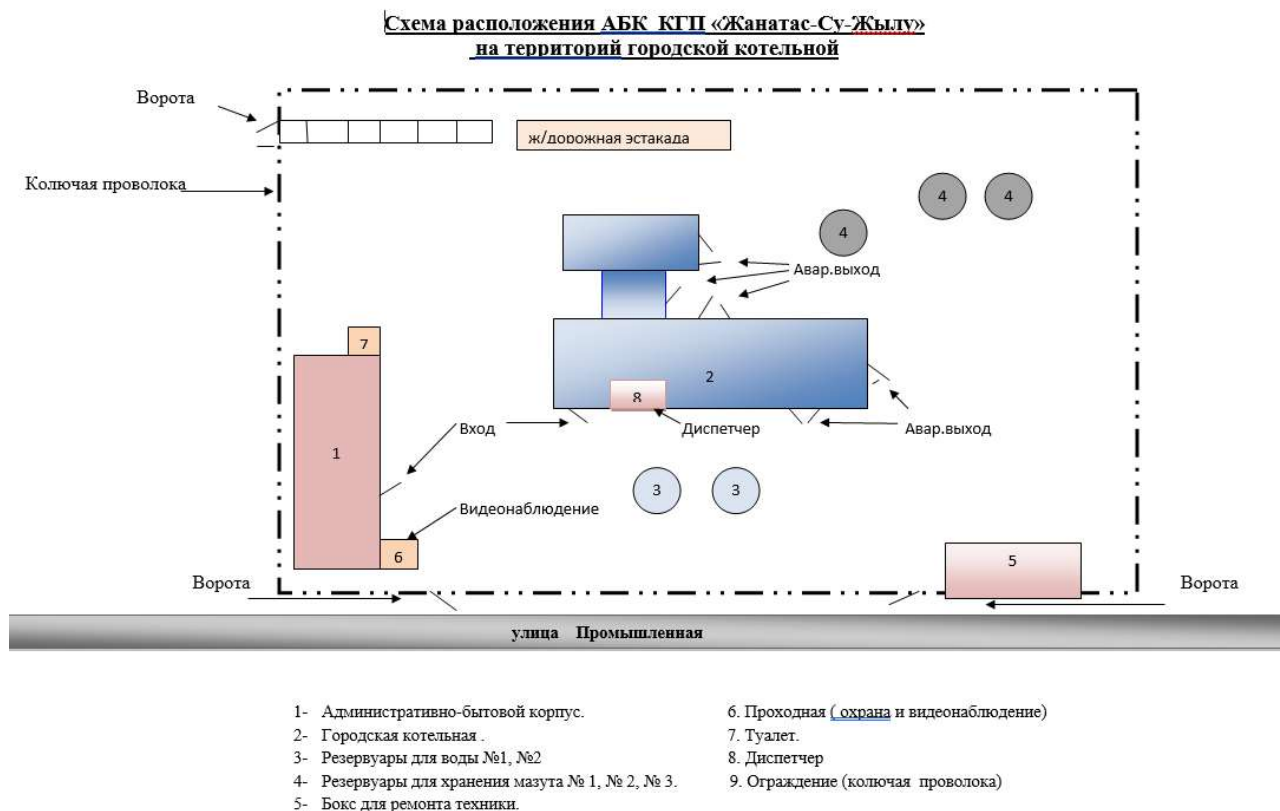 Схема расположения АБК КГП «Жанатас-Су-Жылу»
на территорий городской котельной
Ворота
ж/дорожная эстакада
Колючая проволока
4
4
4
Авар.выход
7
2
8
Вход
Диспетчер
Авар.выход
1
3
3
Видеонаблюдение
6
5
Ворота
Ворота
улица Промышленная
1- Административно-бытовой корпус.
2- Городская котельная .
3- Резервуары для воды №1, №2
4- Резервуары для хранения мазута № 1, № 2, № 3.
5- Бокс для ремонта техники.
6. Проходная ( охрана и видеонаблюдение)
7. Туалет.
8. Диспетчер
9. Ограждение (колючая проволока)